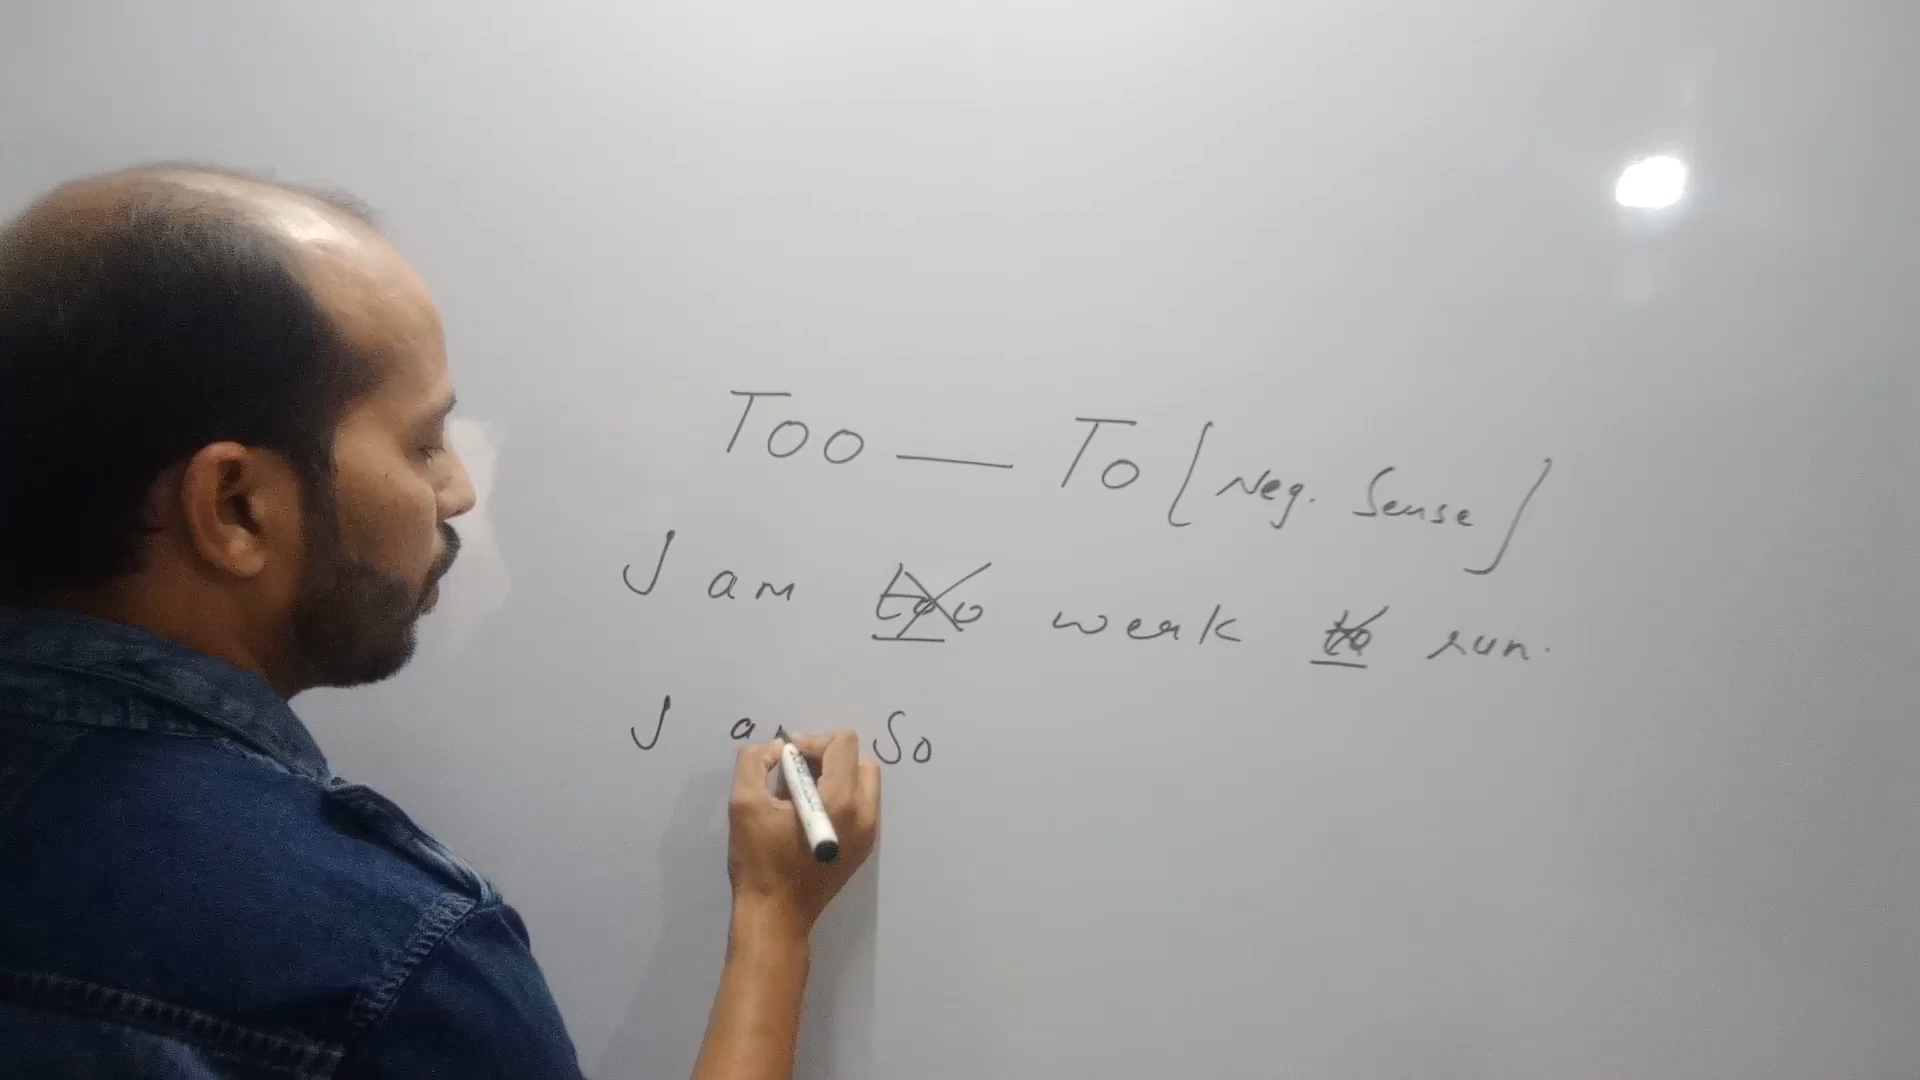 Too — To [Neg. Sense]
I am too weak to run.
I am So